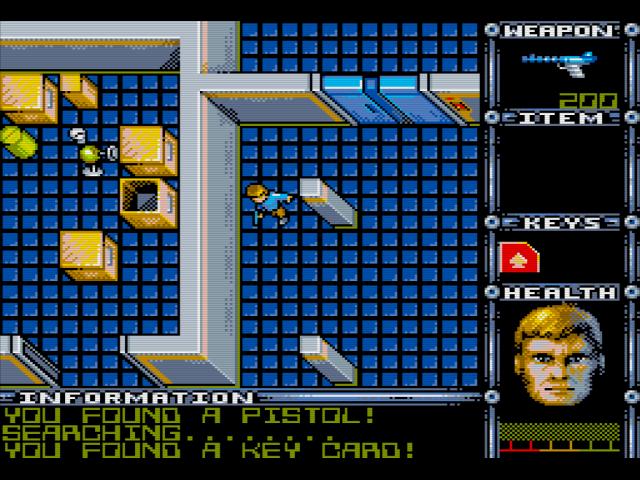 WEAPON
200
ITEM
KEYS
HEALTH
INFORMATION
YOU FOUND A PISTOL!
SEARCHING........
YOU FOUND A KEY CARD!